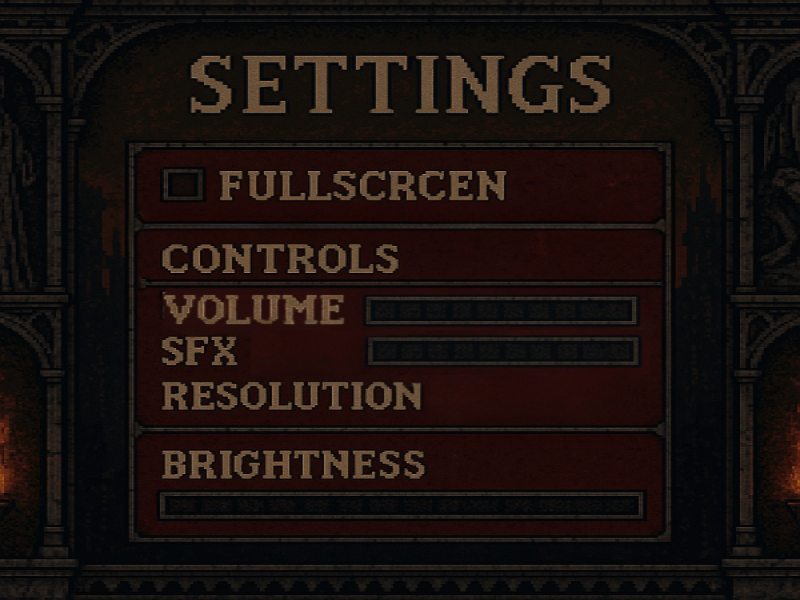 SETTINGS
FULLSCRCEN
CONTROLS
VOLUME
SFX
RESOLUTION
BRIGHTNESS